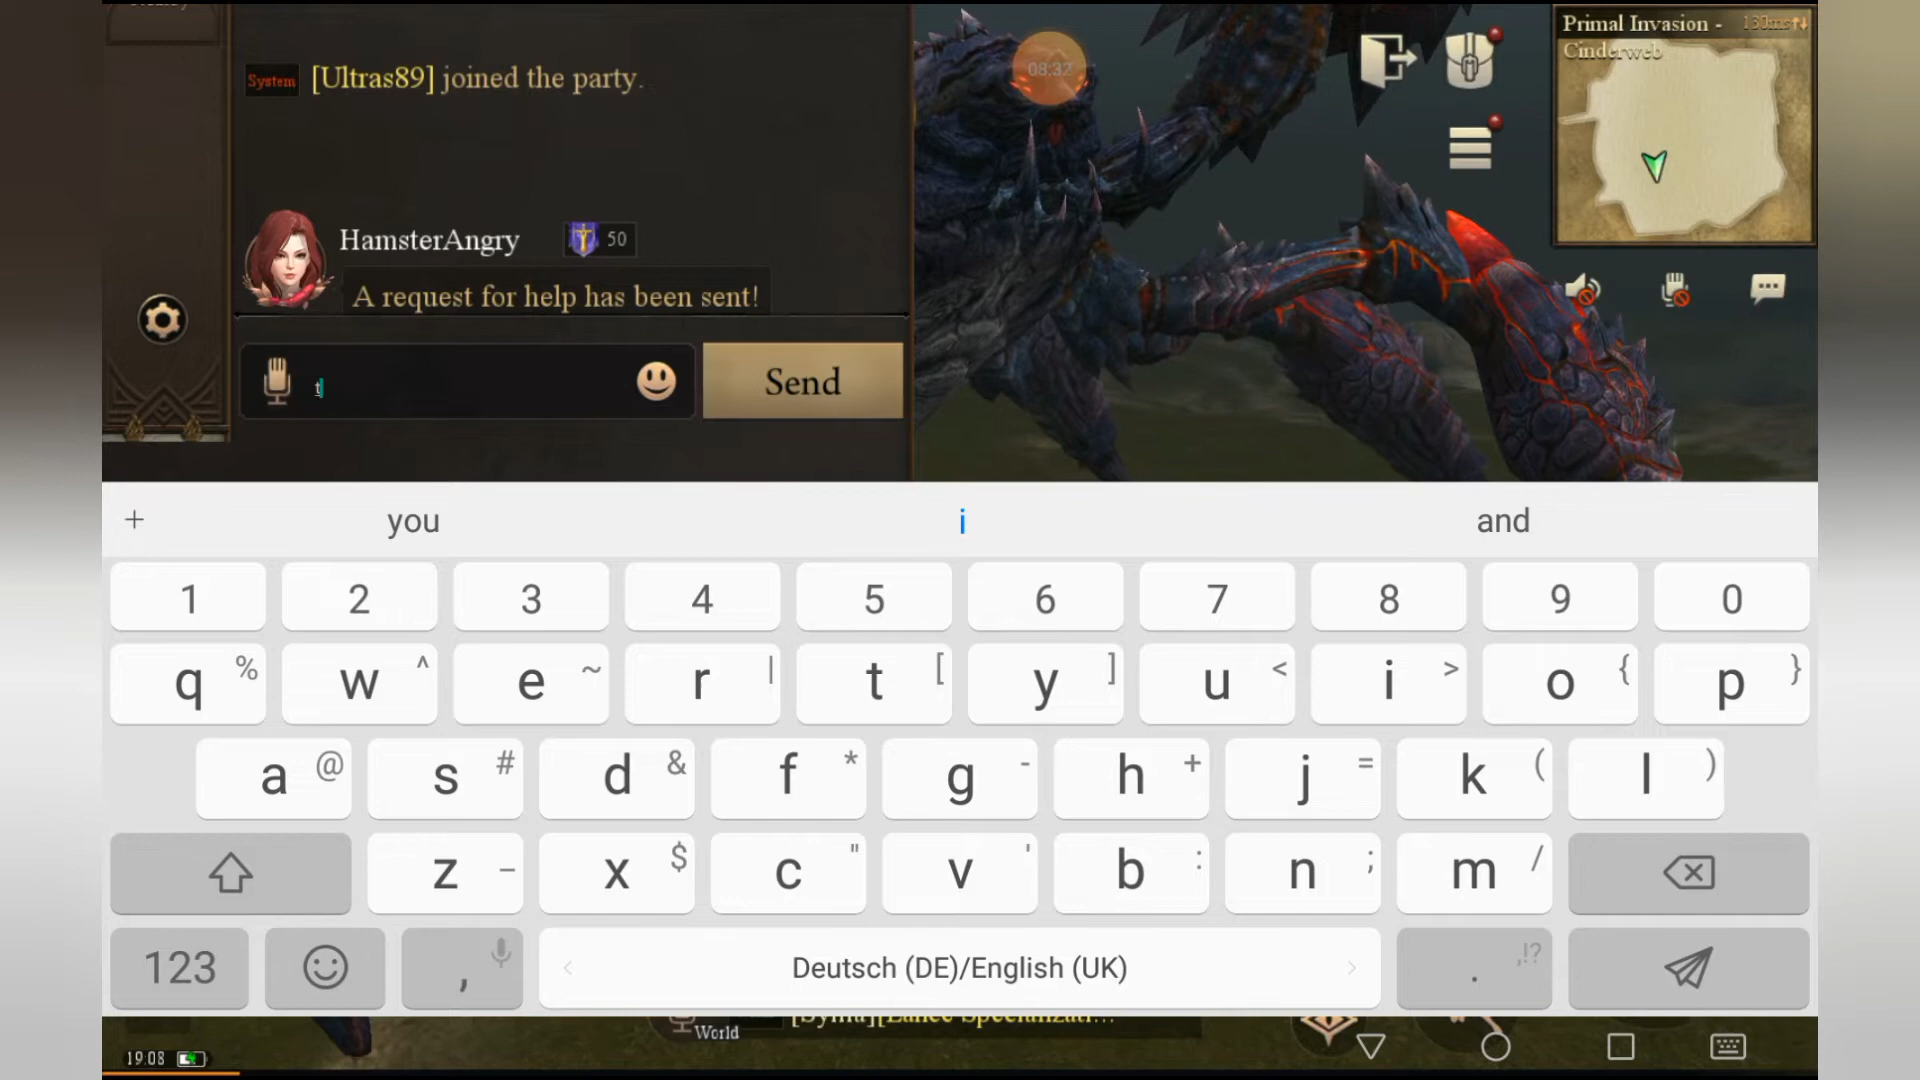 System [Ultras89] joined the party.
HamsterAngry 50
A request for help has been sent!
t
Send
08:32
Primal Invasion - 130ms
Cinderweb
+ you i and
1 2 3 4 5 6 7 8 9 0
q % w ^ e ~ r | t [ y ] u < i > o { p }
a @ s # d & f * g - h + j = k ( l )
z _ x $ c " v ' b : n ; m /
123 , < Deutsch (DE)/English (UK) > . ,!?
World
19:08